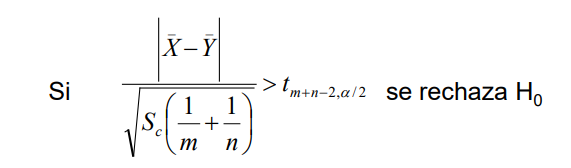 Si |X̄ – Ȳ| / √(S_c (1/m + 1/n)) > t_{m+n–2,α/2} se rechaza H₀